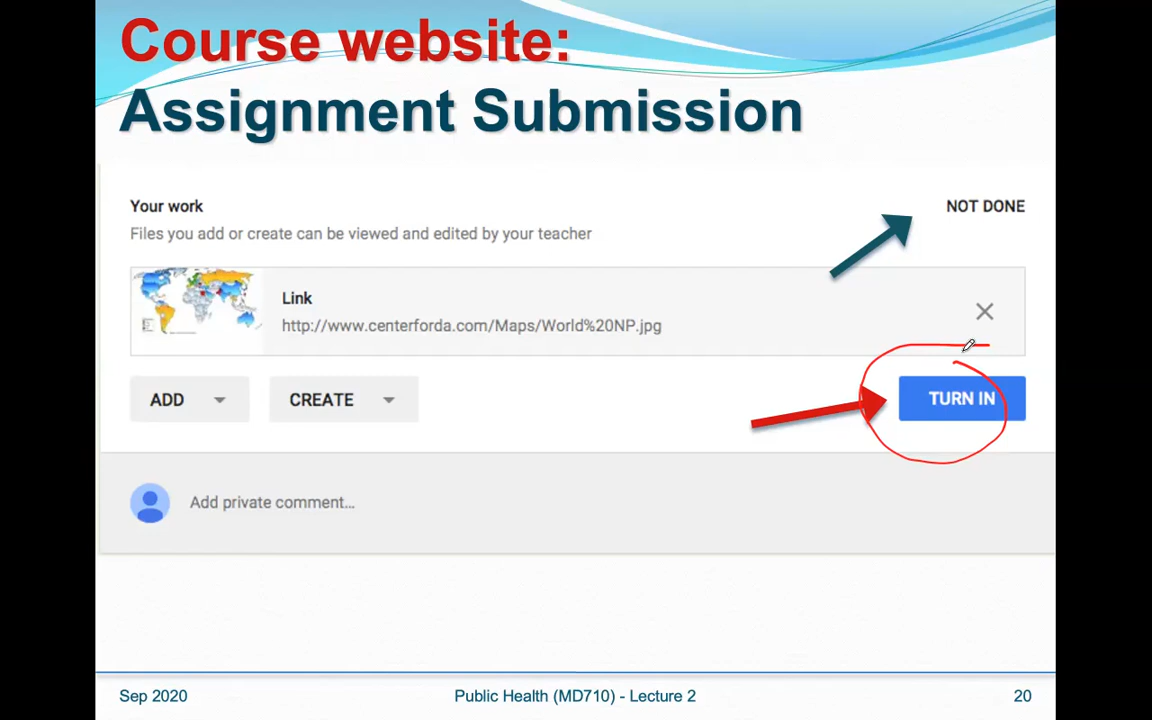 Course website:
Assignment Submission
Your work
NOT DONE
Files you add or create can be viewed and edited by your teacher
Link
http://www.centerforda.com/Maps/World%20NP.jpg
ADD
CREATE
TURN IN
Add private comment...
Sep 2020
Public Health (MD710) - Lecture 2
20